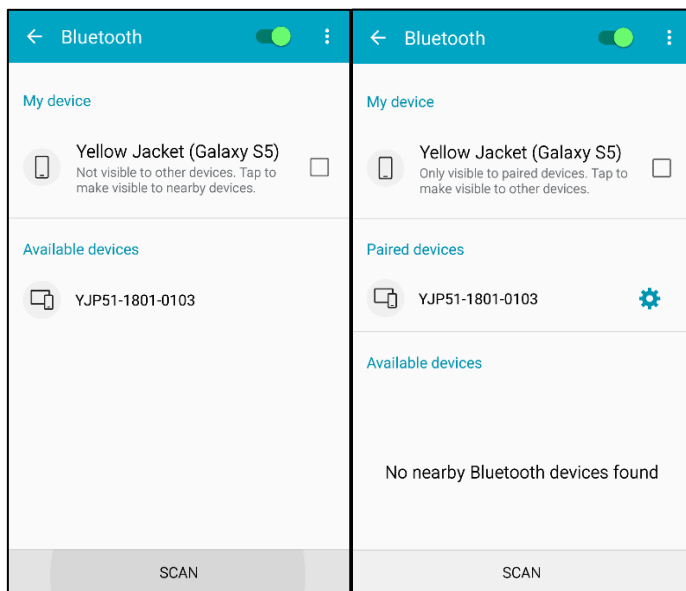 Bluetooth
My device
Yellow Jacket (Galaxy S5)
Not visible to other devices. Tap to
make visible to nearby devices.
Available devices
YJP51-1801-0103
SCAN
Bluetooth
My device
Yellow Jacket (Galaxy S5)
Only visible to paired devices. Tap to
make visible to other devices.
Paired devices
YJP51-1801-0103
Available devices
No nearby Bluetooth devices found
SCAN